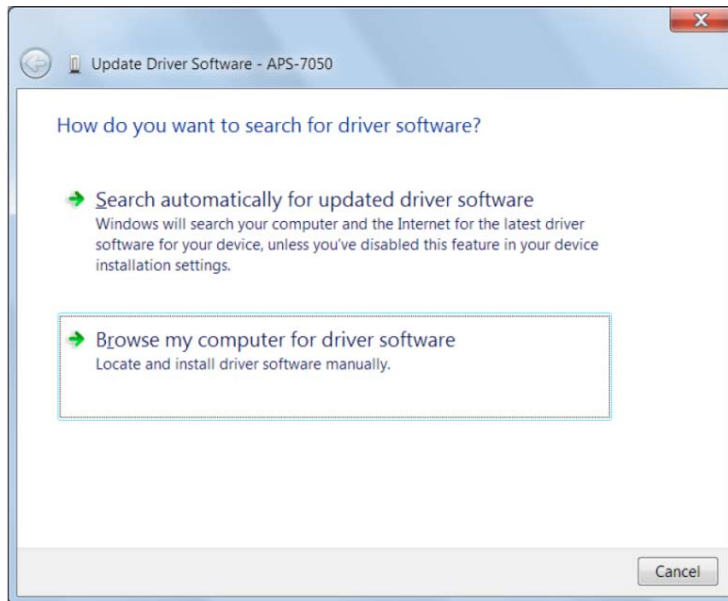 Update Driver Software - APS-7050
How do you want to search for driver software?
Search automatically for updated driver software
Windows will search your computer and the Internet for the latest driver
software for your device, unless you've disabled this feature in your device
installation settings.
Browse my computer for driver software
Locate and install driver software manually.
Cancel